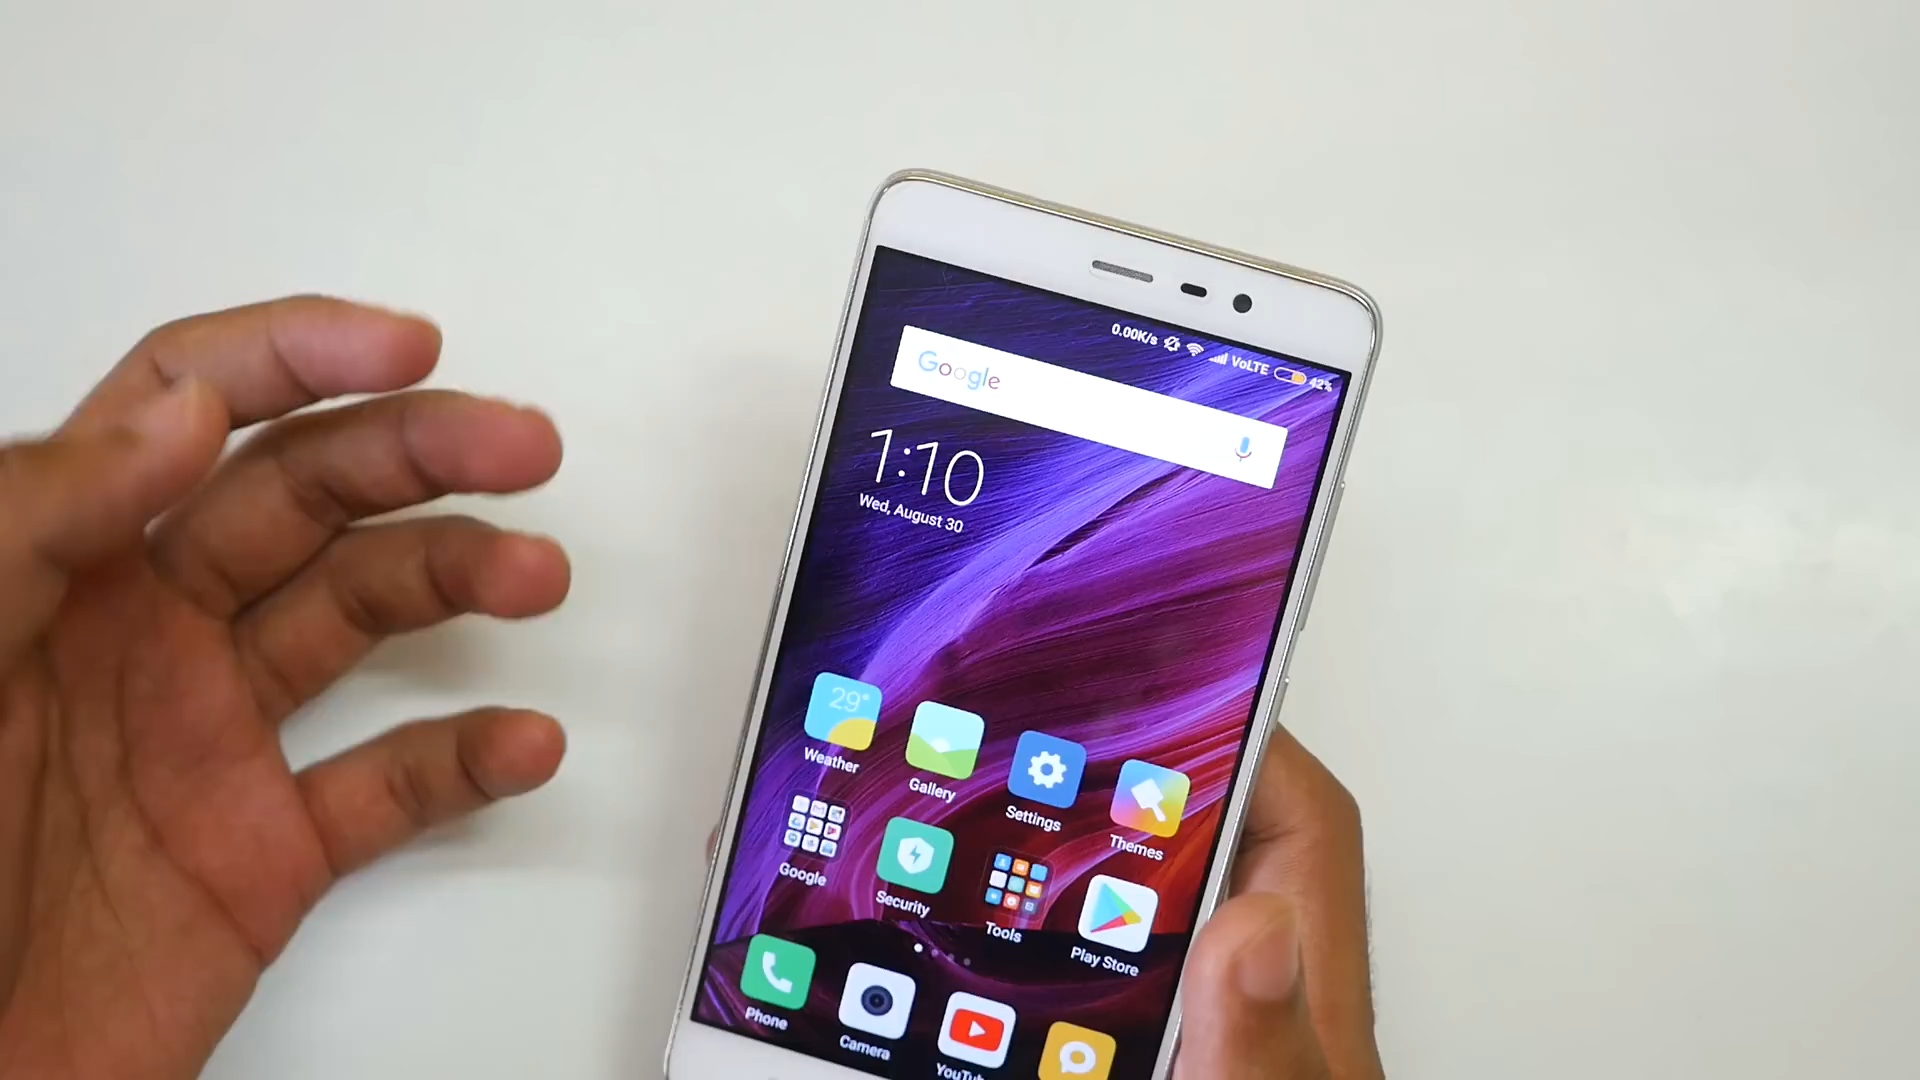 0.00K/s VoLTE 42%
Google
1:10
Wed, August 30
29°
Weather
Gallery
Settings
Themes
Google
Security
Tools
Play Store
Phone
Camera
YouTub